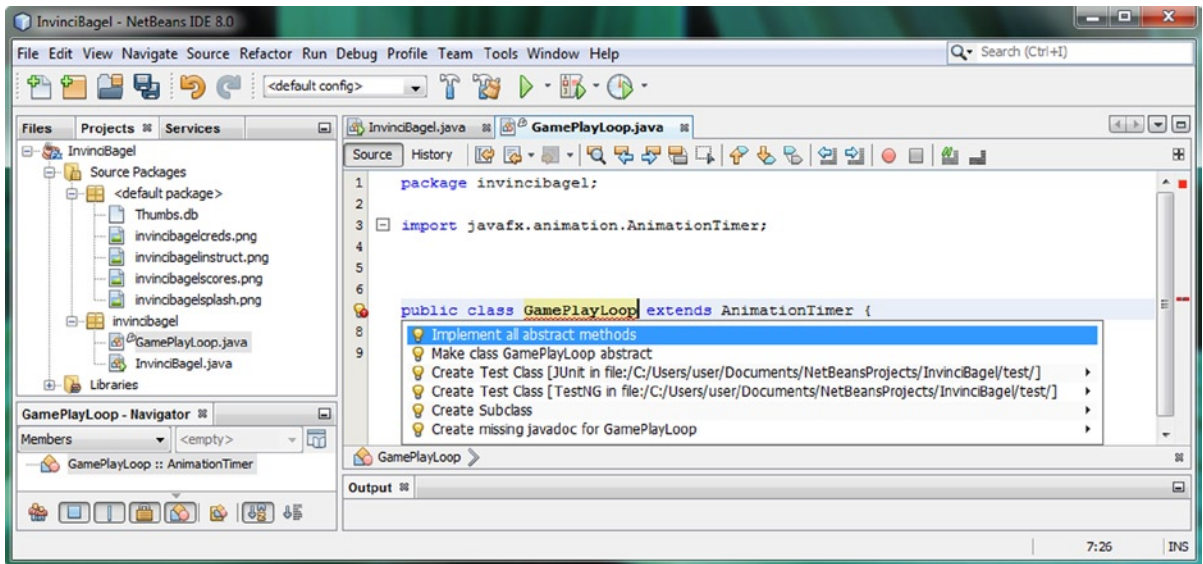 InvinciBagel - NetBeans IDE 8.0
File Edit View Navigate Source Refactor Run Debug Profile Team Tools Window Help
Search (Ctrl+I)
<default config>
Files Projects Services
InvinciBagel
Source Packages
<default package>
Thumbs.db
invincibagelcreds.png
invincibagelinstruct.png
invincibagelscores.png
invincibagelsplash.png
invincibagel
GamePlayLoop.java
InvinciBagel.java
Libraries
GamePlayLoop - Navigator
Members <empty>
GamePlayLoop :: AnimationTimer
InvinciBagel.java GamePlayLoop.java
Source History
1 package invincibagel;
2
3 import javafx.animation.AnimationTimer;
4
5
6
public class GamePlayLoop extends AnimationTimer {
8
9
Implement all abstract methods
Make class GamePlayLoop abstract
Create Test Class [JUnit in file:/C:/Users/user/Documents/NetBeansProjects/InvinciBagel/test/]
Create Test Class [TestNG in file:/C:/Users/user/Documents/NetBeansProjects/InvinciBagel/test/]
Create Subclass
Create missing javadoc for GamePlayLoop
GamePlayLoop
Output
7:26 INS